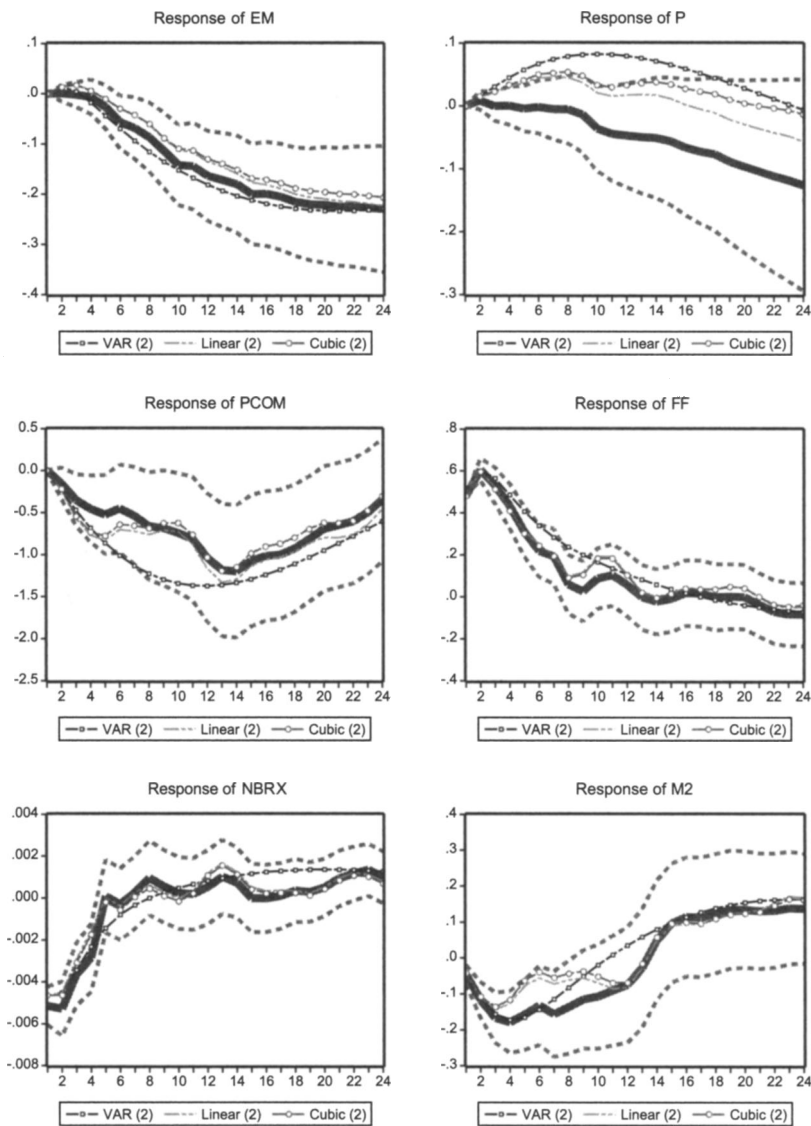 Response of EM
.1
.0
-.1
-.2
-.3
-.4
2 4 6 8 10 12 14 16 18 20 22 24
VAR (2) Linear (2) Cubic (2)
Response of P
.1
.0
-.1
-.2
-.3
2 4 6 8 10 12 14 16 18 20 22 24
VAR (2) Linear (2) Cubic (2)
Response of PCOM
0.5
0.0
-0.5
-1.0
-1.5
-2.0
-2.5
2 4 6 8 10 12 14 16 18 20 22 24
VAR (2) Linear (2) Cubic (2)
Response of FF
.8
.6
.4
.2
.0
-.2
-.4
2 4 6 8 10 12 14 16 18 20 22 24
VAR (2) Linear (2) Cubic (2)
Response of NBRX
.004
.002
.000
-.002
-.004
-.006
-.008
2 4 6 8 10 12 14 16 18 20 22 24
VAR (2) Linear (2) Cubic (2)
Response of M2
.4
.3
.2
.1
.0
-.1
-.2
-.3
2 4 6 8 10 12 14 16 18 20 22 24
VAR (2) Linear (2) Cubic (2)